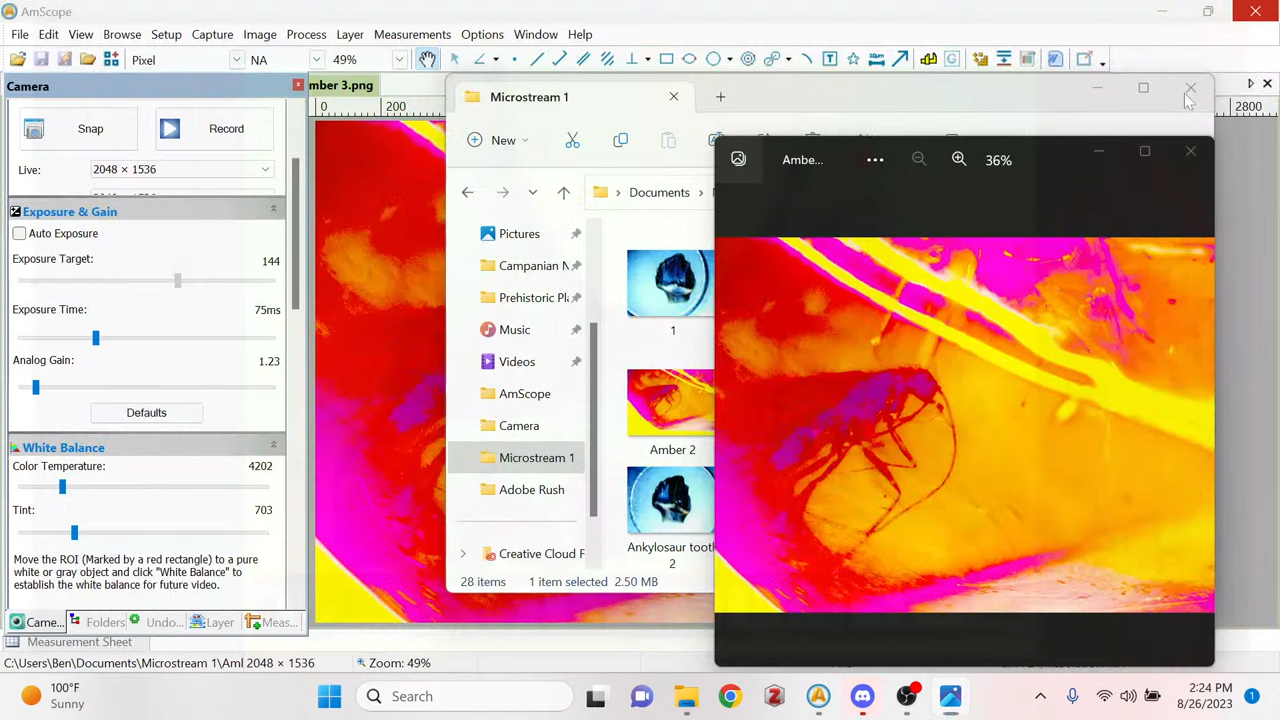 AmScope
File Edit View Browse Setup Capture Image Process Layer Measurements Options Window Help
Pixel NA 49%
Camera
mber 3.png
0 200 2800
Snap Record
Live: 2048 × 1536
Exposure & Gain
Auto Exposure
Exposure Target: 144
Exposure Time: 75ms
Analog Gain: 1.23
Defaults
White Balance
Color Temperature: 4202
Tint: 703
Move the ROI (Marked by a red rectangle) to a pure
white or gray object and click "White Balance" to
establish the white balance for future video.
Came... Folders Undo... Layer Meas...
Measurement Sheet
C:\Users\Ben\Documents\Microstream 1\Aml 2048 × 1536 Zoom: 49%
Microstream 1
New
Documents
Pictures
Campanian N
Prehistoric Pl
Music
Videos
AmScope
Camera
Microstream 1
Adobe Rush
Creative Cloud F
1
Amber 2
Ankylosaur tooth
2
28 items 1 item selected 2.50 MB
Ambe... 36%
100°F
Sunny
Search
2:24 PM
8/26/2023
1